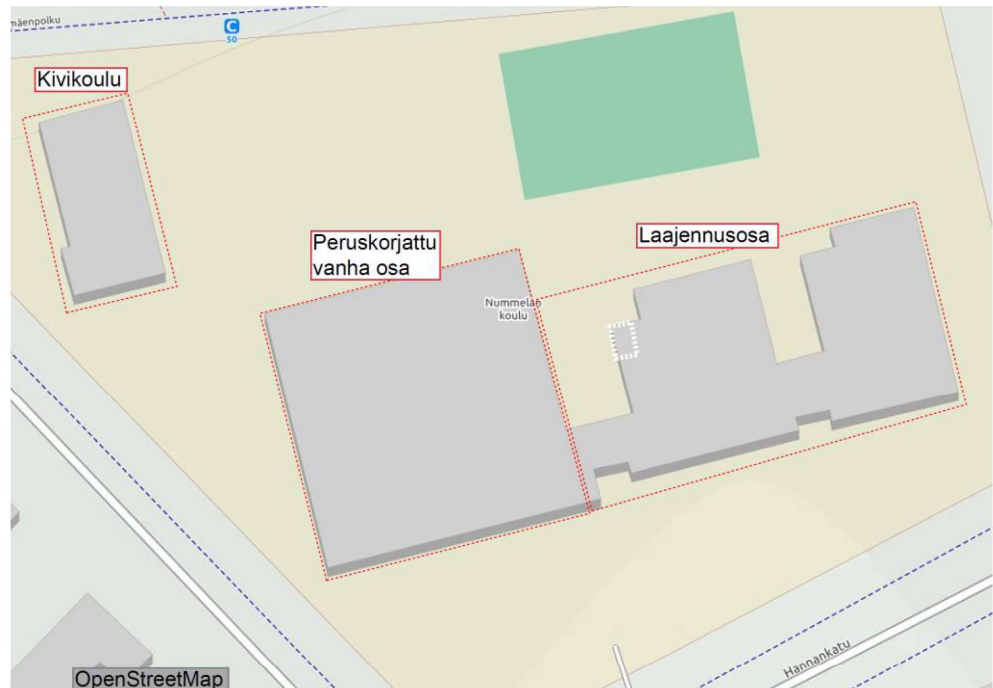 mäenpolku
C
50
Kivikoulu
Peruskorjattu
vanha osa
Laajennusosa
Nummelan
koulu
Hannankatu
OpenStreetMap